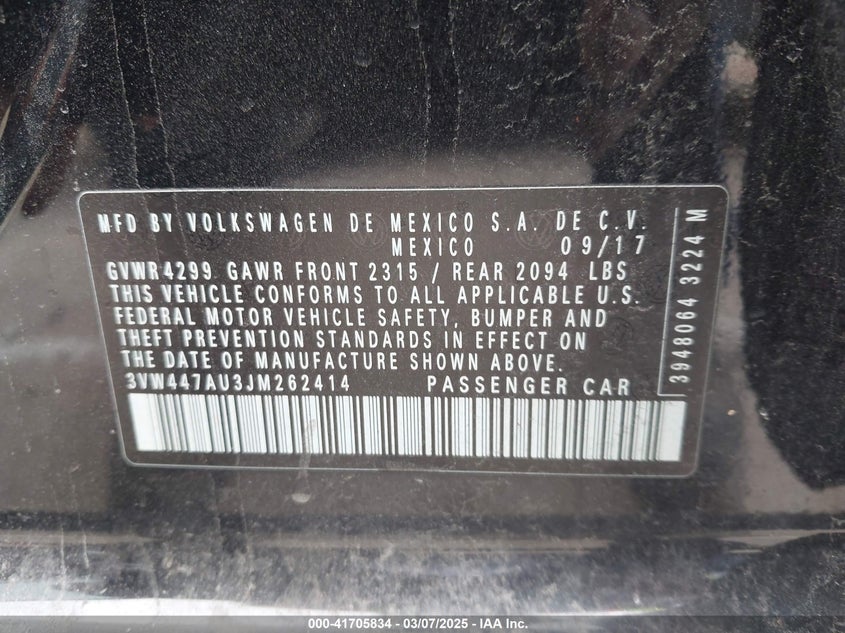 MFD BY VOLKSWAGEN DE MEXICO S.A. DE C.V.
MEXICO 09/17
GVWR4299 GAWR FRONT 2315 / REAR 2094 LBS
THIS VEHICLE CONFORMS TO ALL APPLICABLE U.S.
FEDERAL MOTOR VEHICLE SAFETY, BUMPER AND
THEFT PREVENTION STANDARDS IN EFFECT ON
THE DATE OF MANUFACTURE SHOWN ABOVE.
3VW447AU3JM262414 PASSENGER CAR
3948064 3224 M
000-41705834 — 03/07/2025 — IAA Inc.